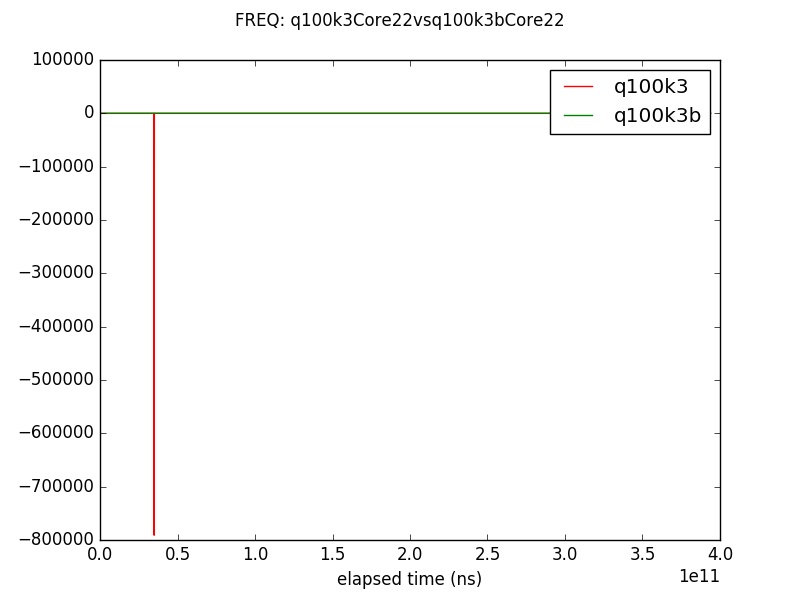 FREQ: q100k3Core22vsq100k3bCore22
100000
0
−100000
−200000
−300000
−400000
−500000
−600000
−700000
−800000
q100k3
q100k3b
0.0 0.5 1.0 1.5 2.0 2.5 3.0 3.5 4.0
1e11
elapsed time (ns)